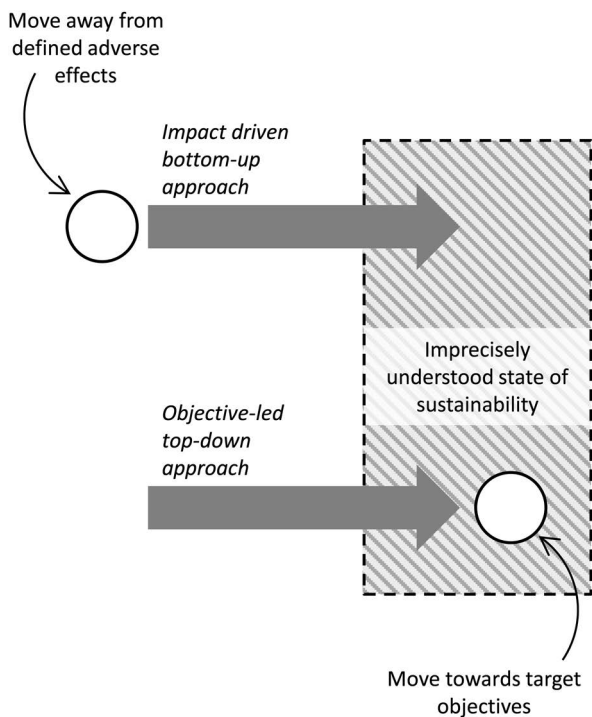 Move away from
defined adverse
effects
Impact driven
bottom-up
approach
Imprecisely
understood state of
sustainability
Objective-led
top-down
approach
Move towards target
objectives